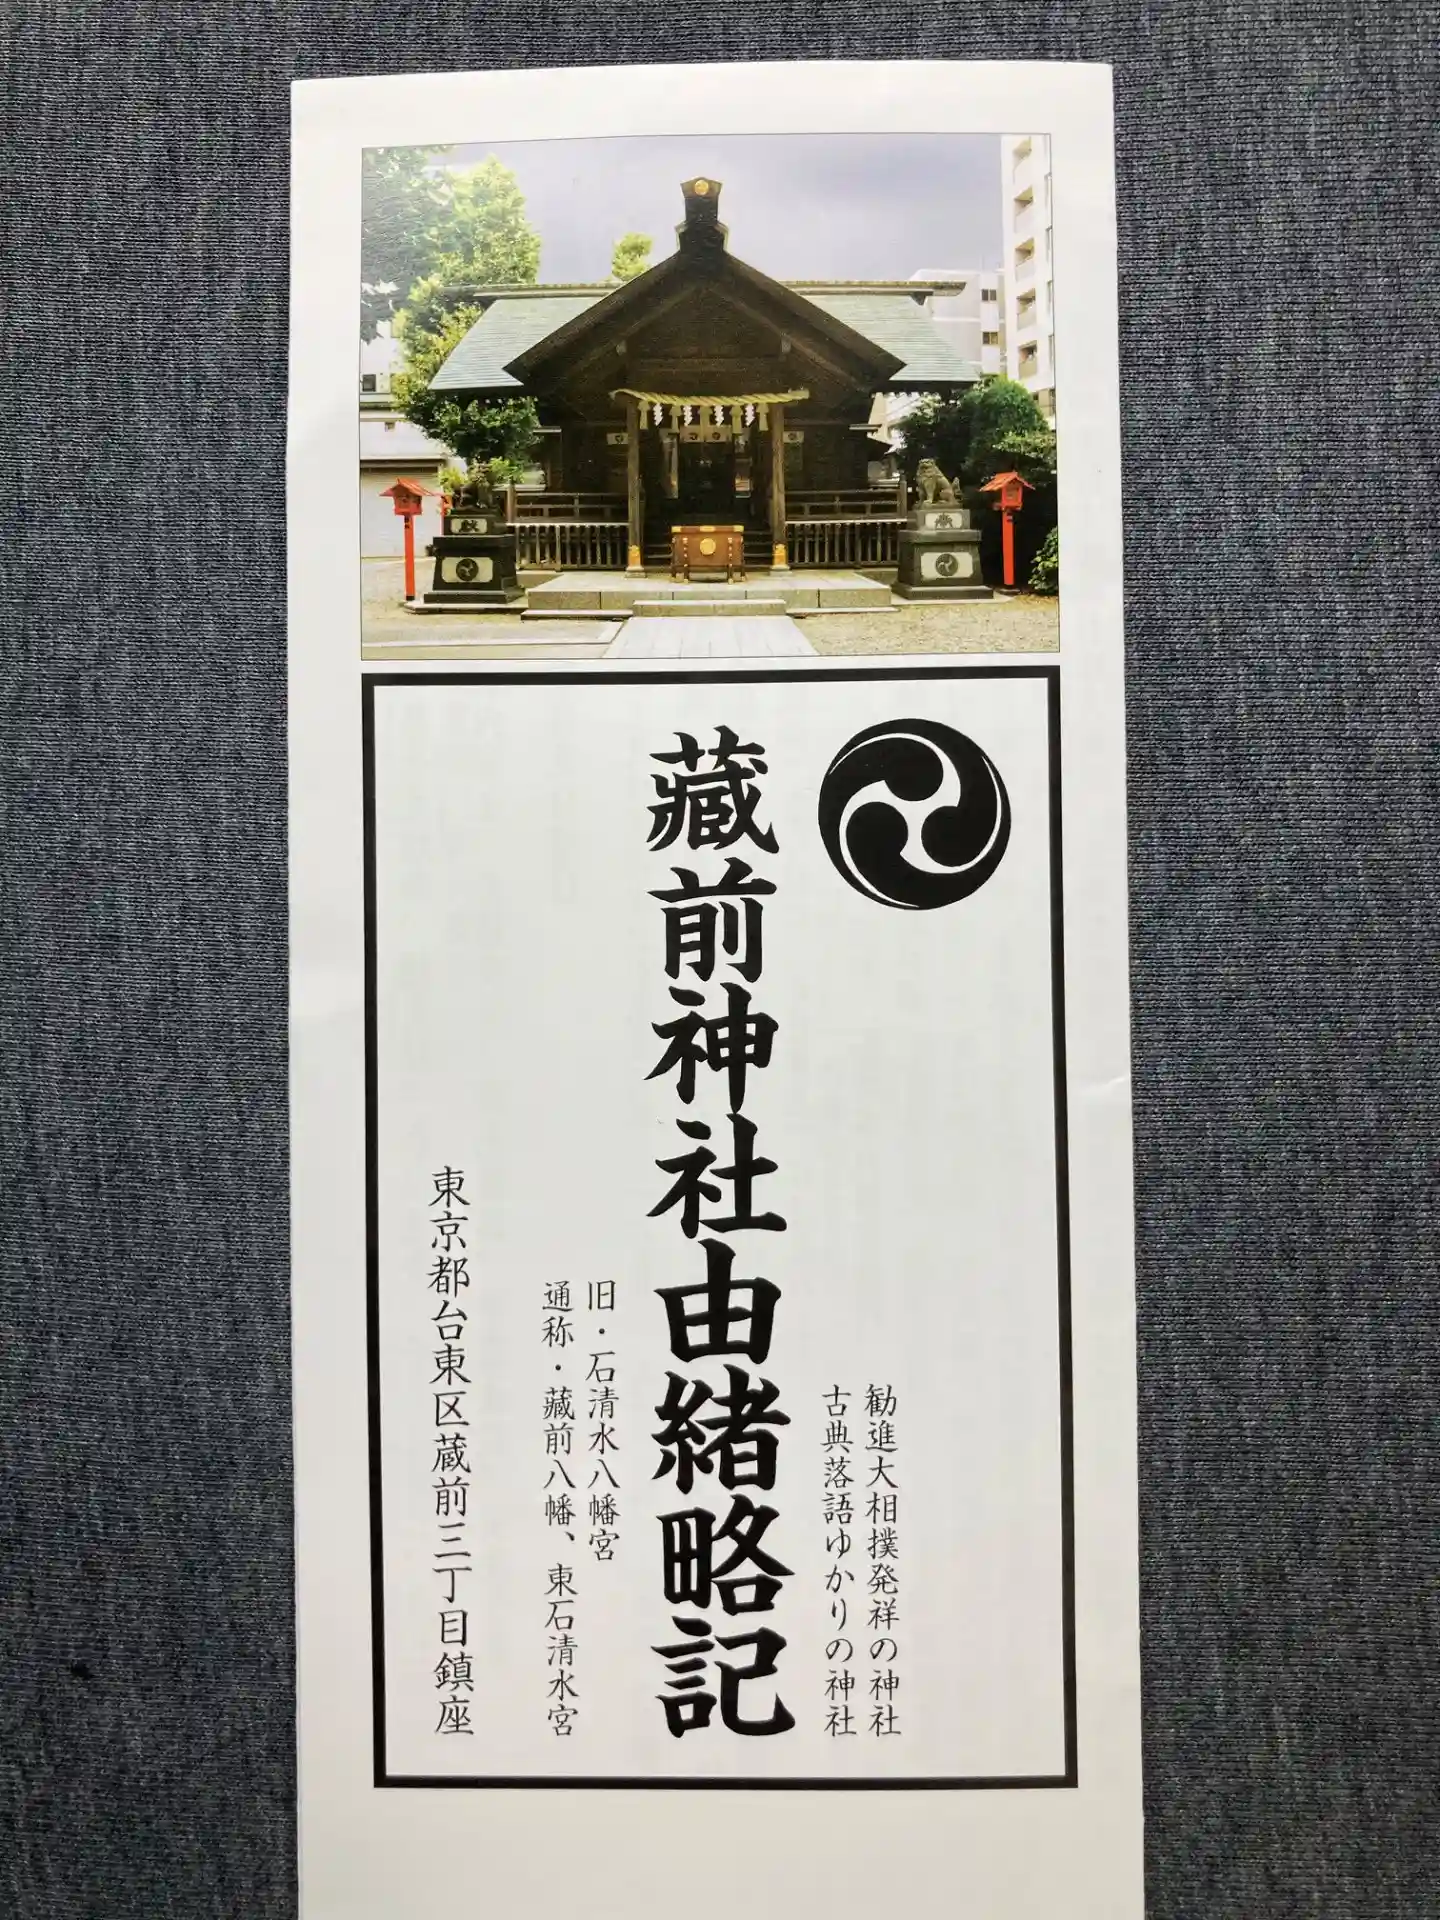 勧進大相撲発祥の神社
古典落語ゆかりの神社
藏前神社由緒略記
旧・石清水八幡宮
通称・藏前八幡、東石清水宮
東京都台東区蔵前三丁目鎮座